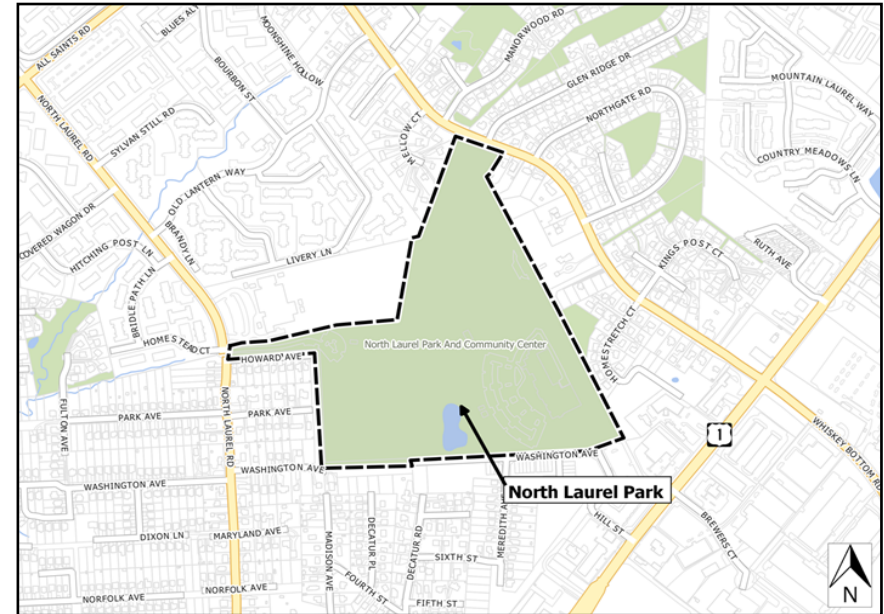 ALL SAINTS RD
BLUES AL
MOONSHINE HOLLOW
MANORWOOD RD
GLEN RIDGE DR
NORTHGATE RD
MOUNTAIN LAUREL WAY
COUNTRY MEADOWS LN
BOURBON ST
NORTH LAUREL RD
SYLVAN STILL RD
MELLOW CT
OLD LANTERN WAY
OVERED WAGON DR
BRANDY LN
HITCHING POST LN
LIVERY LN
BRIDLE PATH LN
KINGS POST CT
RUTH AVE
HOMESTRETCH CT
HOMESTEAD CT
HOWARD AVE
North Laurel Park And Community Center
FULTON AVE
PARK AVE
PARK AVE
NORTH LAUREL RD
1
WHISKEY BOTTOM RD
WASHINGTON AVE
WASHINGTON AVE
WASHINGTON AVE
North Laurel Park
DIXON LN
MARYLAND AVE
MADISON AVE
DECATUR PL
DECATUR RD
MEREDITH AVE
HILL ST
BREWERS CT
SIXTH ST
FOURTH ST
FIFTH ST
NORFOLK AVE
NORFOLK AVE
N